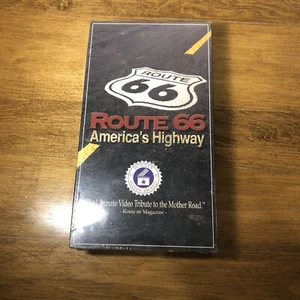 ROUTE
66
ROUTE 66
America's Highway
Ultimate Video Tribute to the Mother Road."
- Route 66 Magazine -